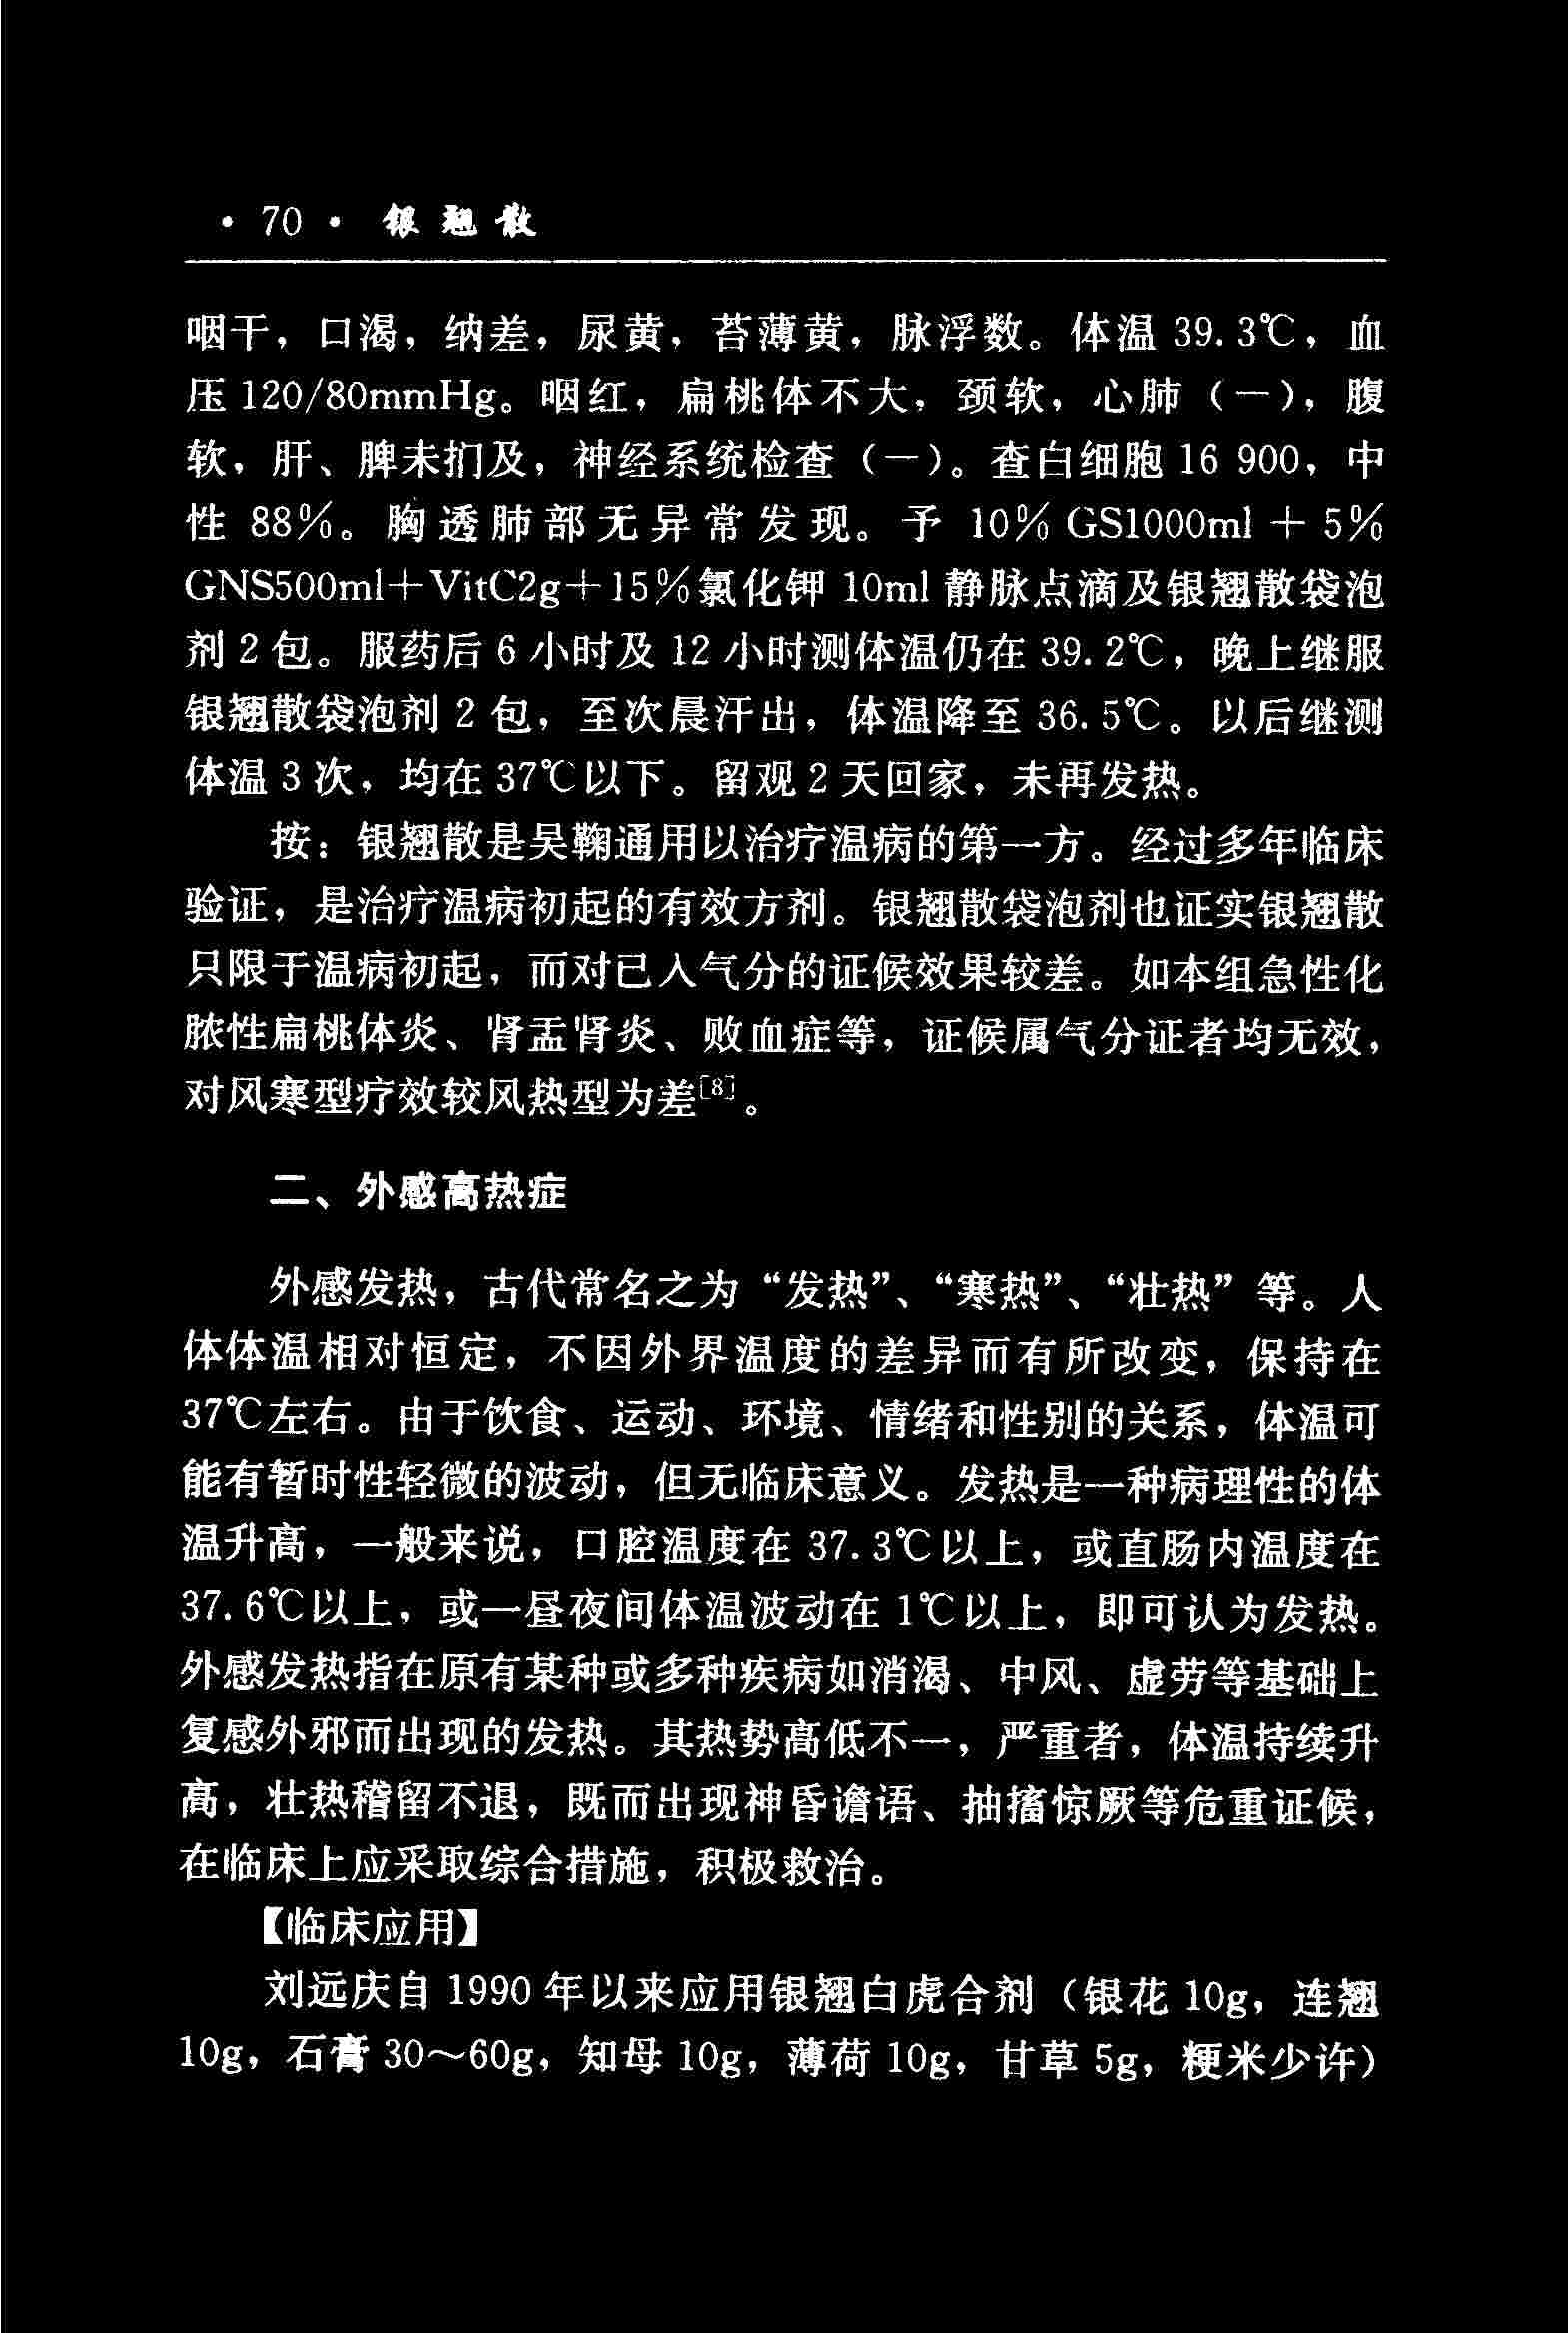 · 70 · 银翘散
咽干，口渴，纳差，尿黄，苔薄黄，脉浮数。体温 39.3℃，血
压 120/80mmHg。咽红，扁桃体不大，颈软，心肺（－），腹
软，肝、脾未扪及，神经系统检查（－）。查白细胞 16 900，中
性 88％。胸透肺部无异常发现。予 10％ GS1000ml ＋ 5％
GNS500ml＋VitC2g＋15％氯化钾 10ml 静脉点滴及银翘散袋泡
剂 2 包。服药后 6 小时及 12 小时测体温仍在 39.2℃，晚上继服
银翘散袋泡剂 2 包，至次晨汗出，体温降至 36.5℃。以后继测
体温 3 次，均在 37℃以下。留观 2 天回家，未再发热。
按：银翘散是吴鞠通用以治疗温病的第一方。经过多年临床
验证，是治疗温病初起的有效方剂。银翘散袋泡剂也证实银翘散
只限于温病初起，而对已入气分的证候效果较差。如本组急性化
脓性扁桃体炎、肾盂肾炎、败血症等，证候属气分证者均无效，
对风寒型疗效较风热型为差[8]。
二、外感高热症
外感发热，古代常名之为“发热”、“寒热”、“壮热”等。人
体体温相对恒定，不因外界温度的差异而有所改变，保持在
37℃左右。由于饮食、运动、环境、情绪和性别的关系，体温可
能有暂时性轻微的波动，但无临床意义。发热是一种病理性的体
温升高，一般来说，口腔温度在 37.3℃以上，或直肠内温度在
37.6℃以上，或一昼夜间体温波动在 1℃以上，即可认为发热。
外感发热指在原有某种或多种疾病如消渴、中风、虚劳等基础上
复感外邪而出现的发热。其热势高低不一，严重者，体温持续升
高，壮热稽留不退，既而出现神昏谵语、抽搐惊厥等危重证候，
在临床上应采取综合措施，积极救治。
【临床应用】
刘远庆自 1990 年以来应用银翘白虎合剂（银花 10g，连翘
10g，石膏 30～60g，知母 10g，薄荷 10g，甘草 5g，粳米少许）